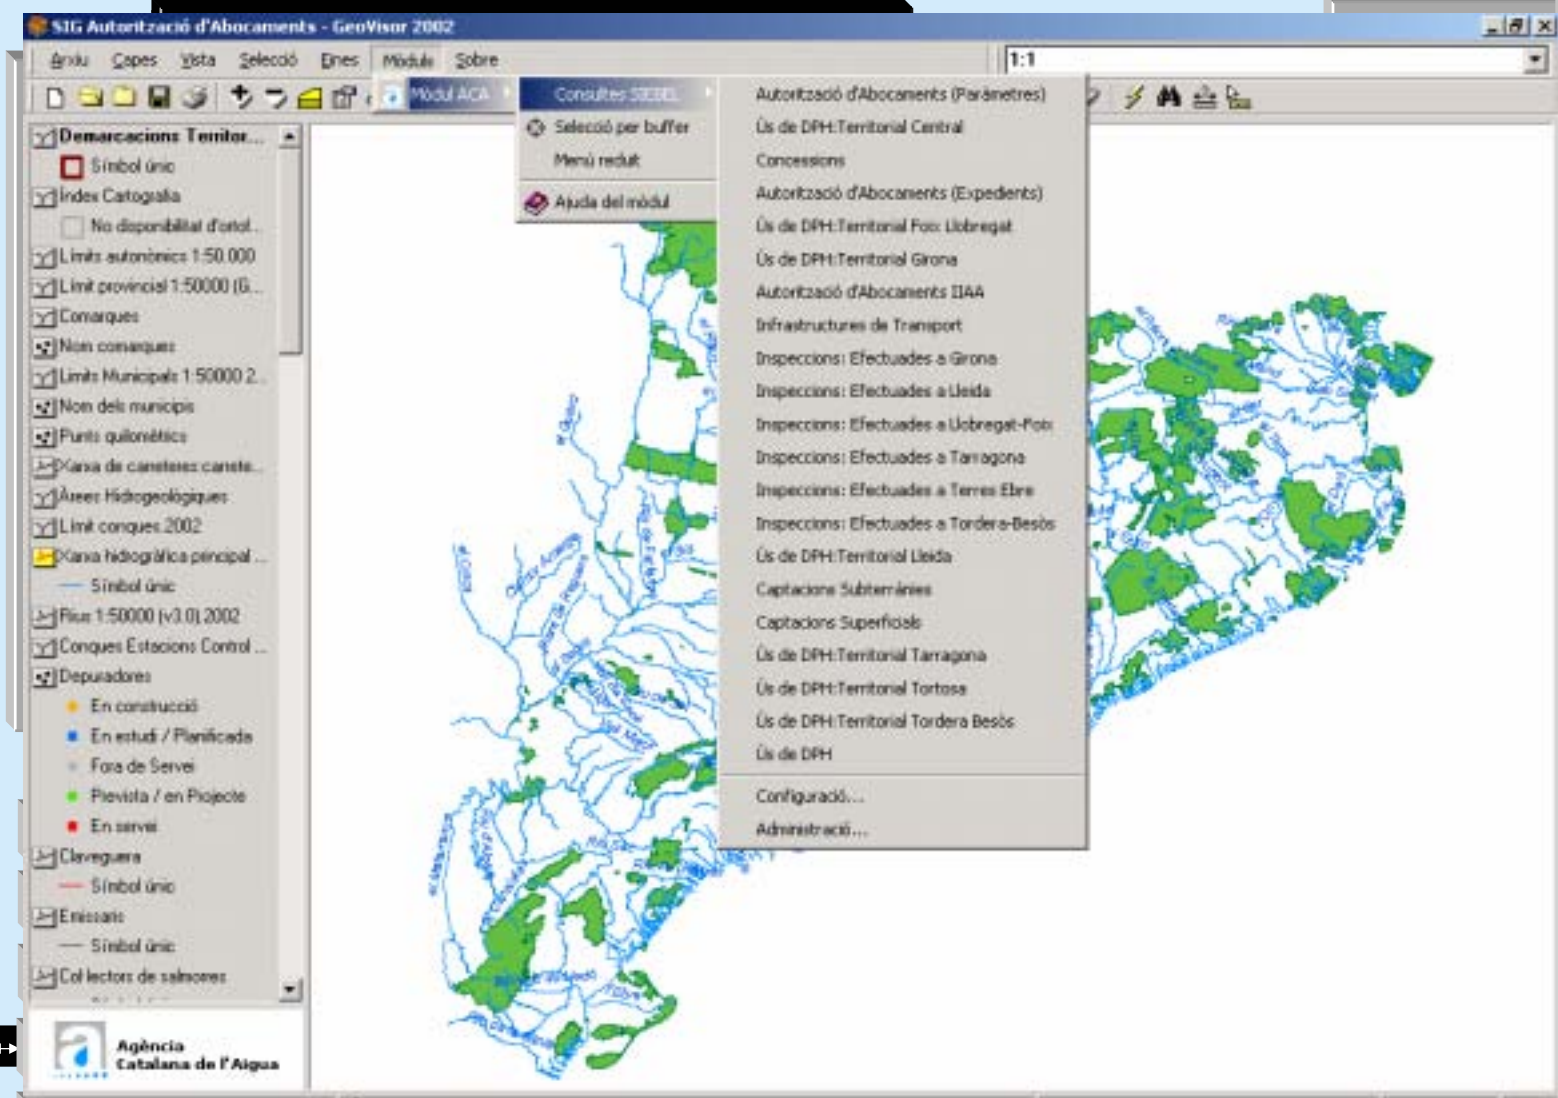 SIG Autorització d'Abocaments - GeoVisor 2002
Arxiu Capes Vista Selecció Eines Mòduls Sobre
1:1
Mòdul ACA
Consultes SIEBEL
Selecció per buffer
Menú reduït
Ajuda del mòdul
Autorització d'Abocaments (Paràmetres)
Ús de DPH:Territorial Central
Concessions
Autorització d'Abocaments (Expedients)
Ús de DPH:Territorial Foix Llobregat
Ús de DPH:Territorial Girona
Autorització d'Abocaments IIAA
Infrastructures de Transport
Inspeccions: Efectuades a Girona
Inspeccions: Efectuades a Lleida
Inspeccions: Efectuades a Llobregat-Foix
Inspeccions: Efectuades a Tarragona
Inspeccions: Efectuades a Terres Ebre
Inspeccions: Efectuades a Tordera-Besòs
Ús de DPH:Territorial Lleida
Captacions Subterrànies
Captacions Superficials
Ús de DPH:Territorial Tarragona
Ús de DPH:Territorial Tortosa
Ús de DPH:Territorial Tordera Besòs
Ús de DPH
Configuració...
Administració...
Demarcacions Territor...
Símbol únic
Índex Cartografia
No disponibilitat d'ortof...
Límits autonòmics 1:50.000
Límit provincial 1:50000 (G...
Comarques
Nom comarques
Límits Municipals 1:50000 2...
Nom dels municipis
Punts quilomètrics
Xarxa de carreteres carrete...
Àrees Hidrogeològiques
Límit conques 2002
Xarxa hidrogràfica principal ...
Símbol únic
Rius 1:50000 (v3.0) 2002
Conques Estacions Control ...
Depuradores
En construcció
En estudi / Planificada
Fora de Servei
Prevista / en Projecte
En servei
Claveguera
Símbol únic
Emissaris
Símbol únic
Col·lectors de salmorres
Agència
Catalana de l'Aigua